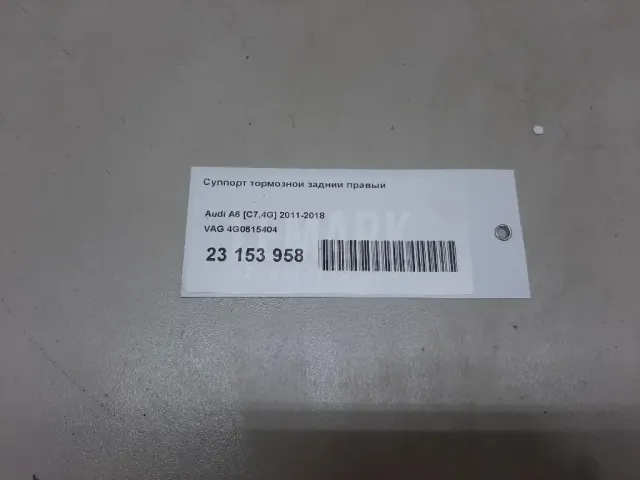 Суппорт тормозной задний правый
Audi A6 [C7,4G] 2011-2018
VAG 4G0615404
23 153 958